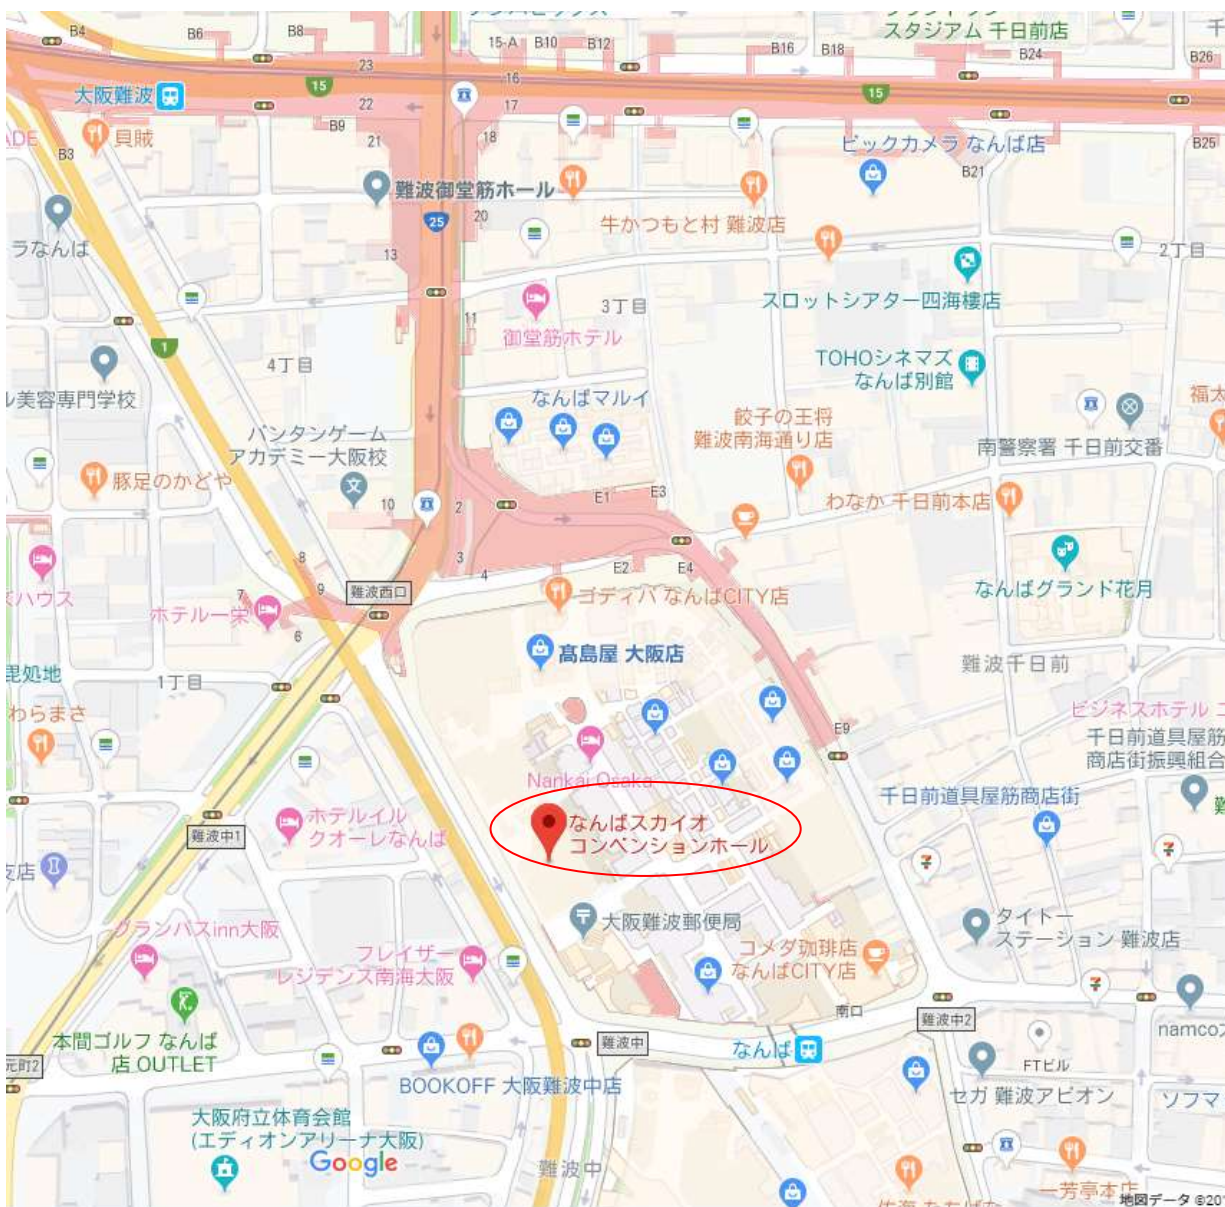 B4
B6
B8
15-A
B10
B12
スタジアム 千日前店
B16
B18
B24
B26
23
16
15
15
大阪難波
22
17
B9
21
18
B3
貝賊
ビックカメラ なんば店
B21
B25
難波御堂筋ホール
25
20
牛かつもと村 難波店
ラなんば
13
2丁目
スロットシアター四海樓店
3丁目
11
御堂筋ホテル
1
4丁目
TOHOシネマズ
なんば別館
ル美容専門学校
なんばマルイ
福太
バンタンゲーム
アカデミー大阪校
餃子の王将
難波南海通り店
南警察署 千日前交番
豚足のかどや
10
2
E1
E3
わなか 千日前本店
3
4
E2
E4
8
9
7
6
難波西口
なんばグランド花月
ハウス
ホテル一栄
ゴディバ なんばCITY店
髙島屋 大阪店
難波千日前
1丁目
わらまさ
E9
ビジネスホテル ニ
千日前道具屋筋
商店街振興組合
Nankai Osaka
千日前道具屋筋商店街
なんばスカイオ
コンベンションホール
ホテルイル
クオーレなんば
難波中1
支店
大阪難波郵便局
タイトー
ステーション 難波店
グランパスinn大阪
フレイザー
レジデンス南海大阪
コメダ珈琲店
なんばCITY店
南口
難波中2
本間ゴルフ なんば
店 OUTLET
難波中
なんば
namco
元町2
FTビル
BOOKOFF 大阪難波中店
セガ 難波アビオン
ソフマ
大阪府立体育会館
(エディオンアリーナ大阪)
Google
難波中
一芳亭本店
地図データ ©201